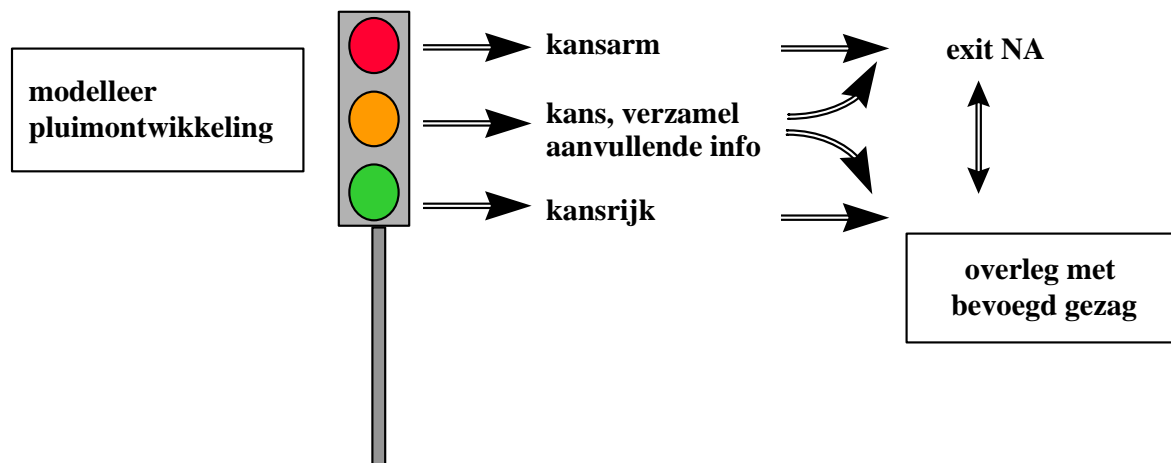 modelleer
pluimontwikkeling
kansarm
kans, verzamel
aanvullende info
kansrijk
exit NA
overleg met
bevoegd gezag